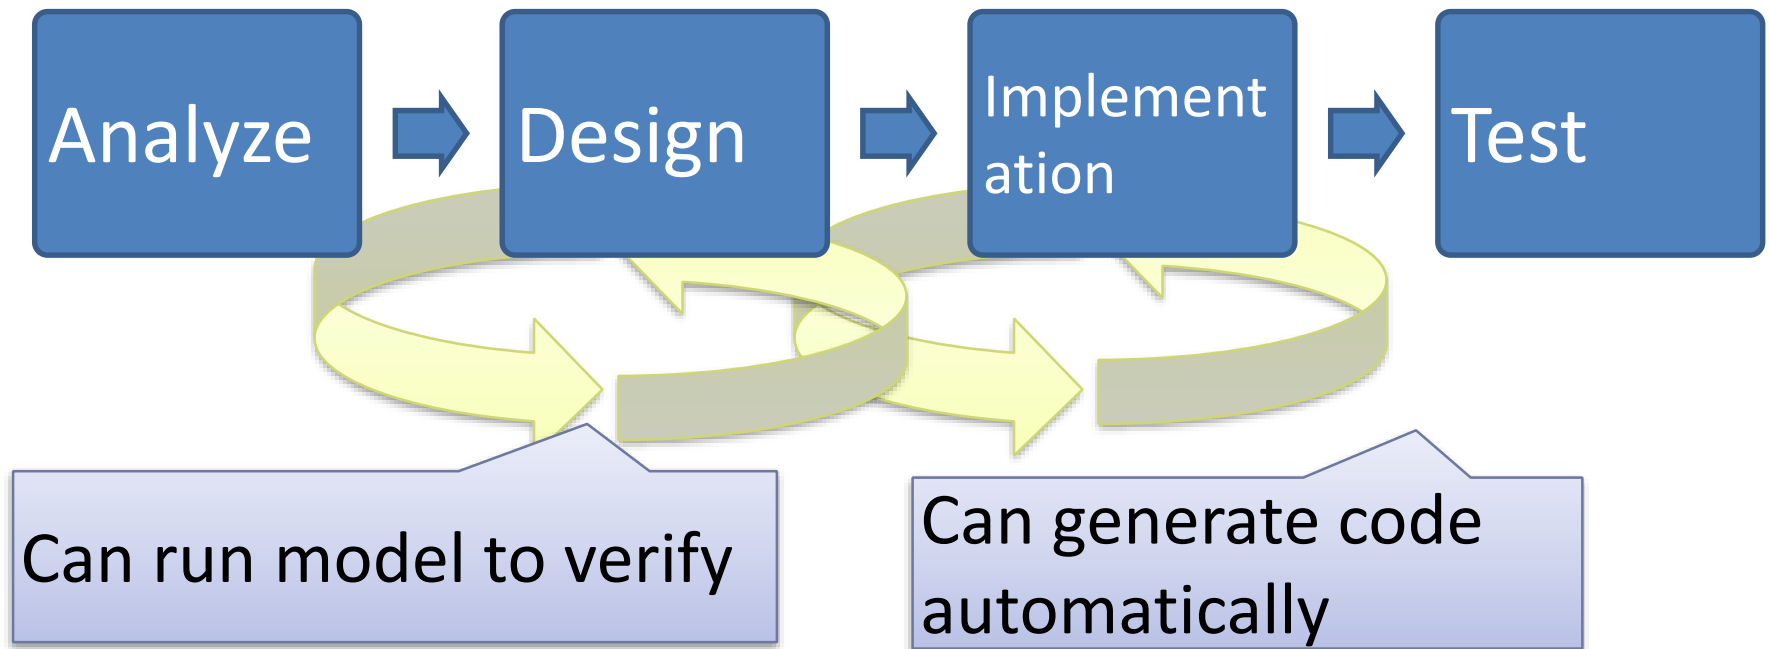 Analyze
Design
Implement
ation
Test
Can run model to verify
Can generate code
automatically